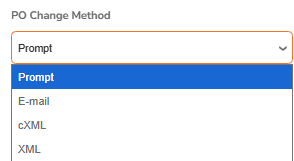 PO Change Method
Prompt
Prompt
E-mail
cXML
XML